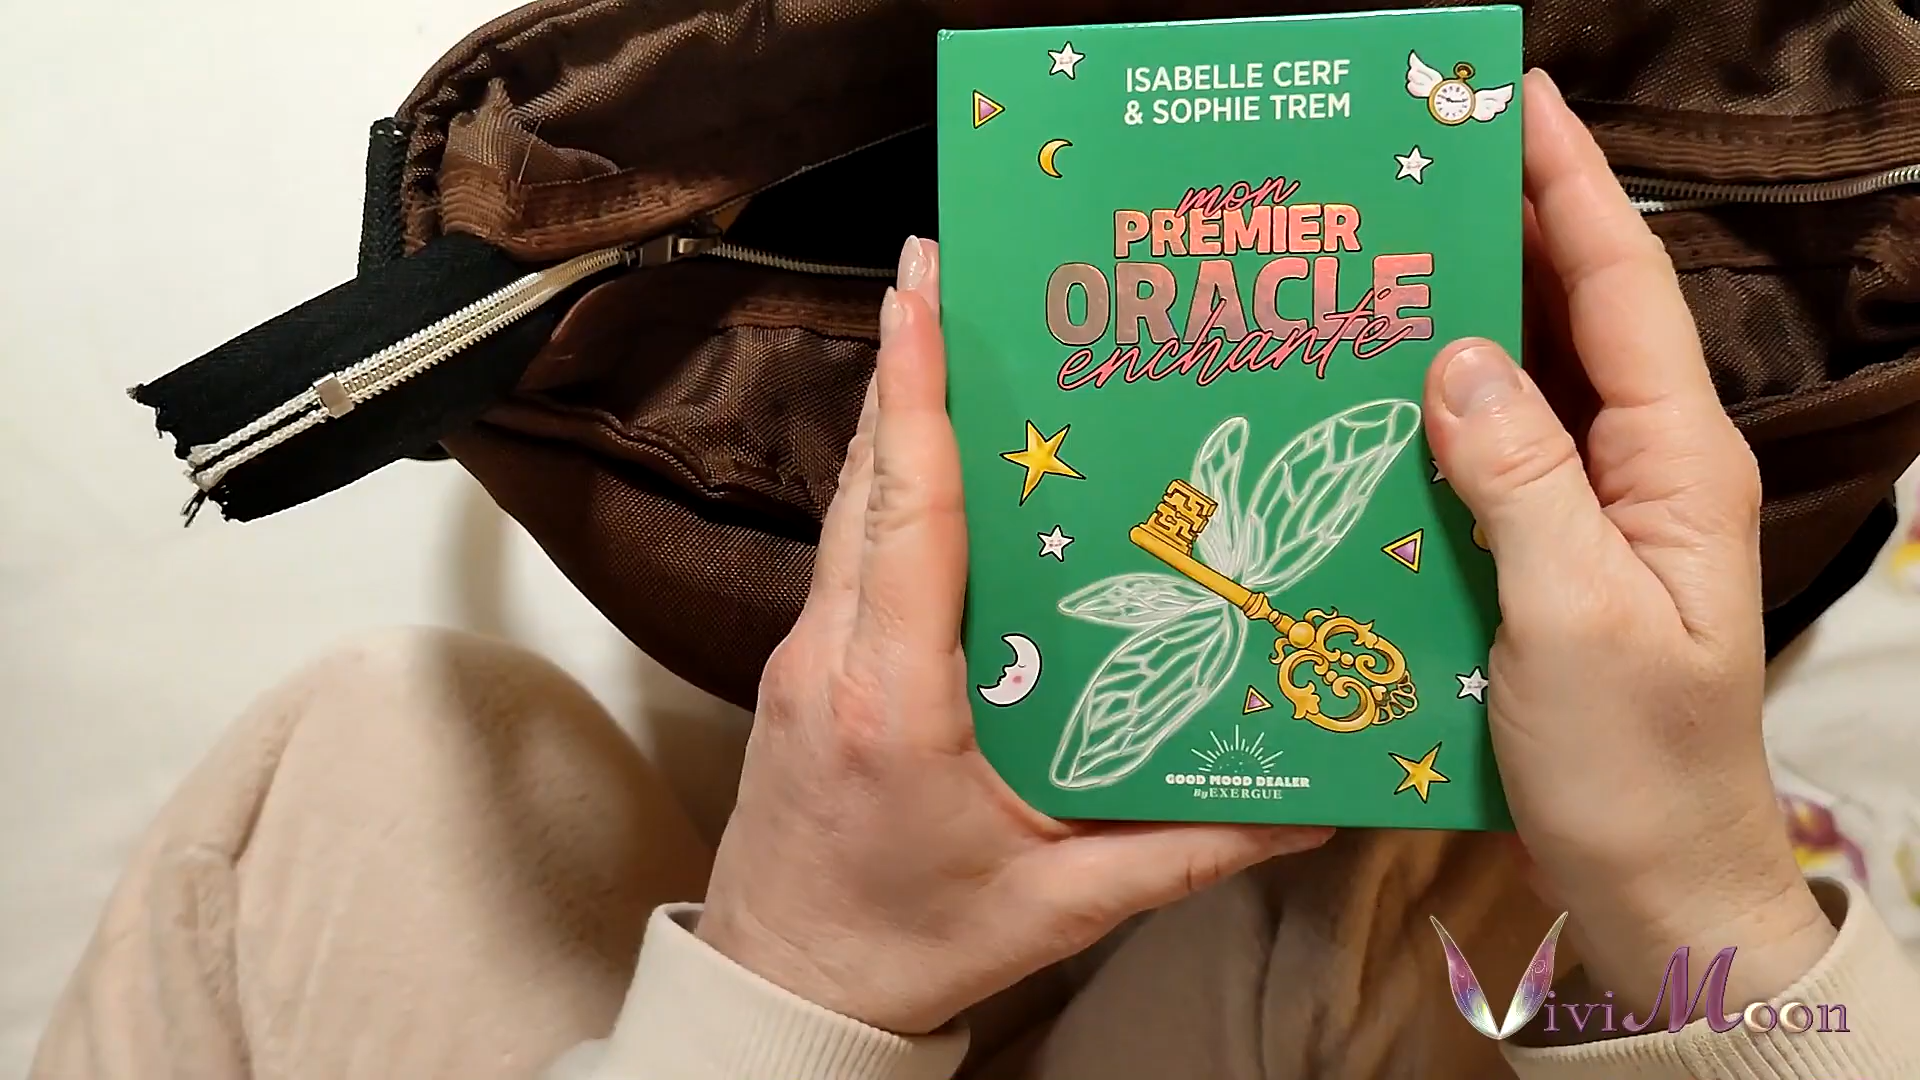 ISABELLE CERF
& SOPHIE TREM
mon
PREMIER
ORACLE
enchanté
GOOD MOOD DEALER
By EXERGUE
ViviMoon